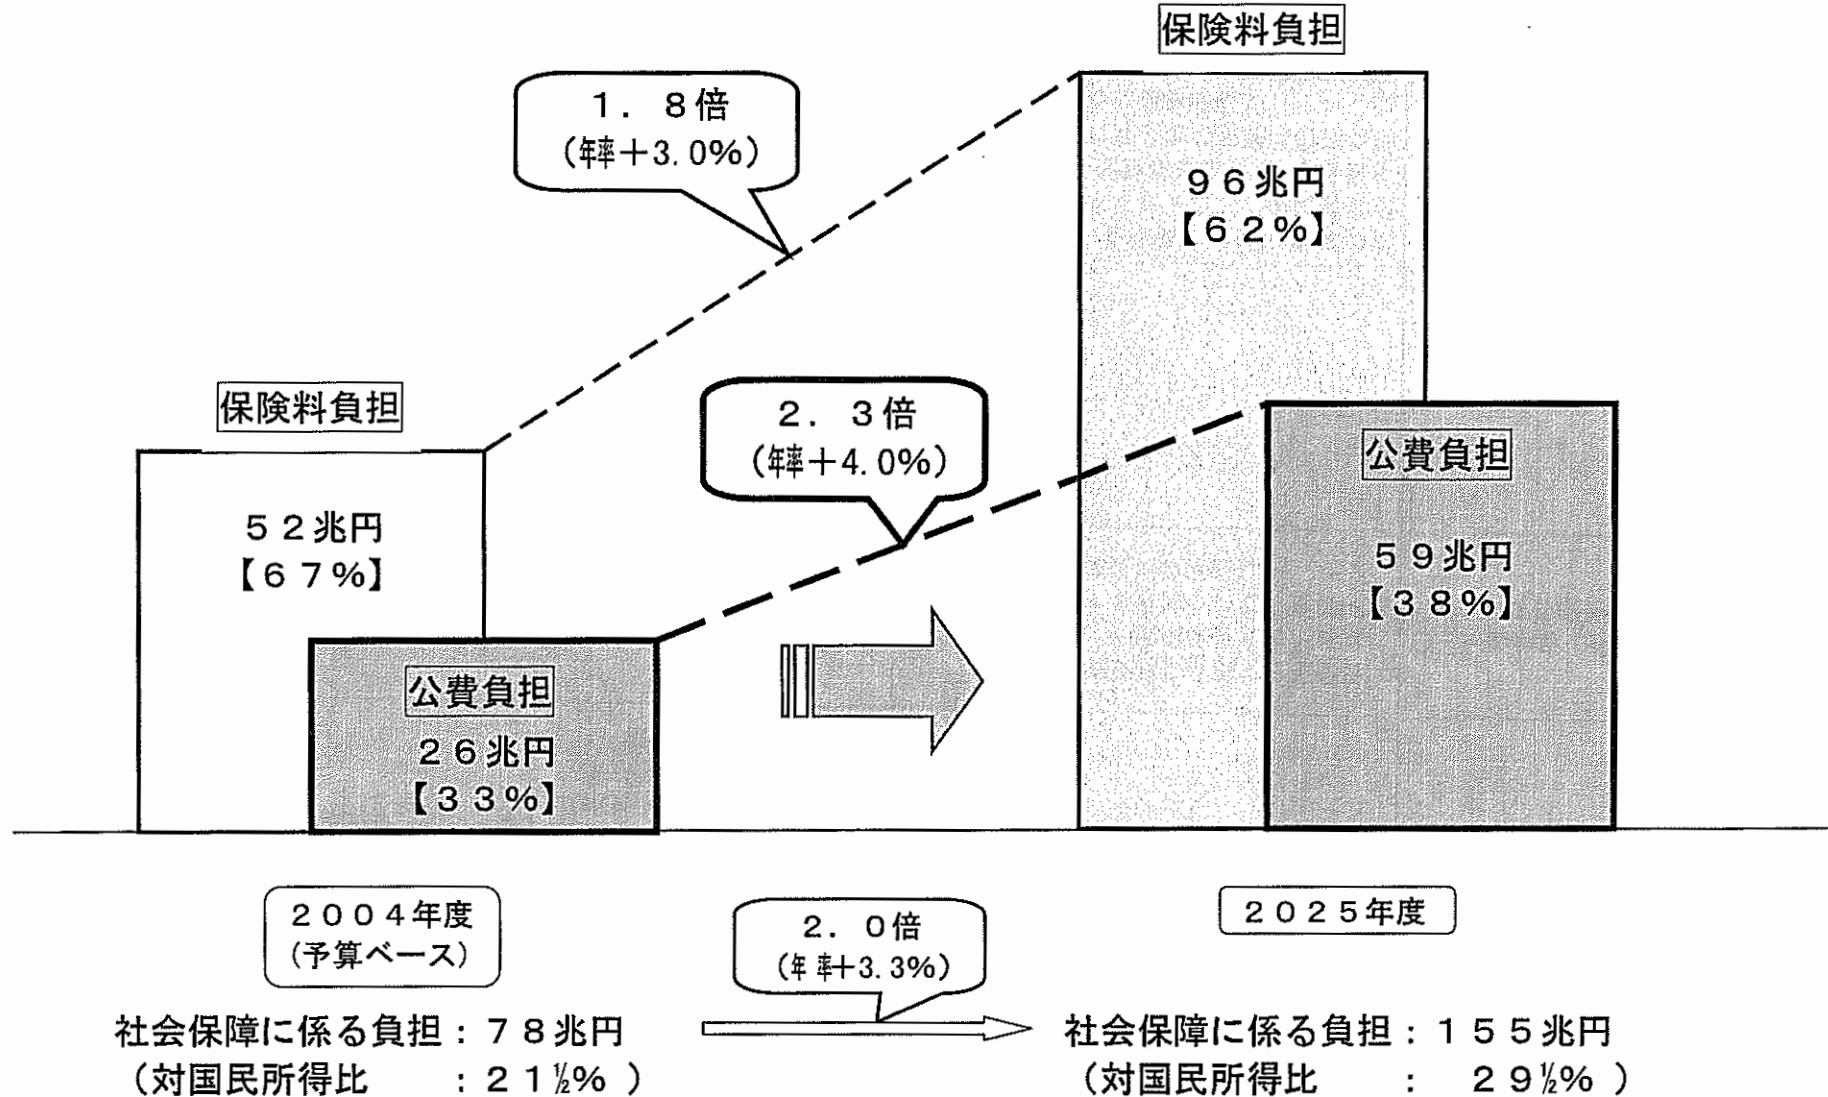 保険料負担
１．８倍
（年率＋3.0%）
９６兆円
【６２%】
保険料負担
２．３倍
（年率＋4.0%）
５２兆円
【６７%】
公費負担
５９兆円
【３８%】
公費負担
２６兆円
【３３%】
２００４年度
（予算ベース）
２．０倍
（年率＋3.3%）
２０２５年度
社会保障に係る負担：７８兆円
（対国民所得比　　：２１½%）
社会保障に係る負担：１５５兆円
（対国民所得比　　：　２９½%）